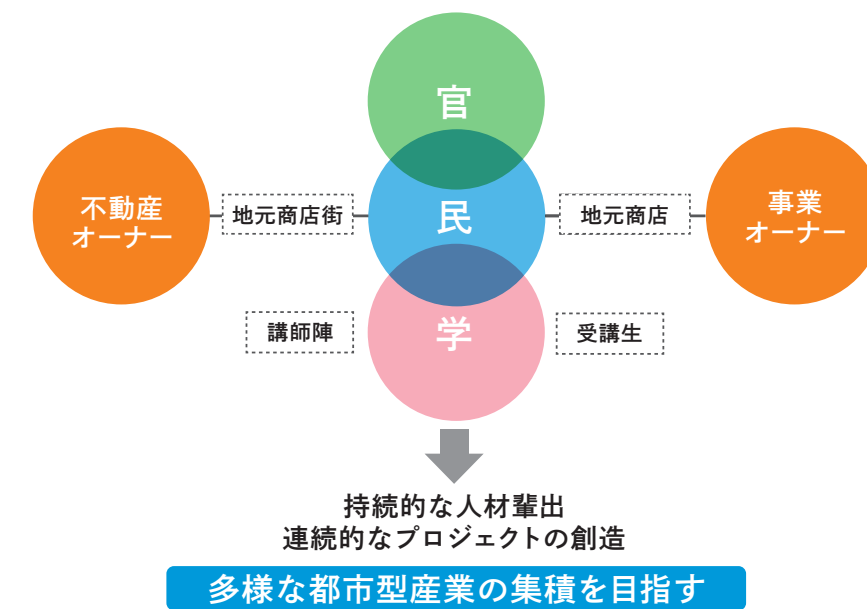 官
不動産
オーナー
地元商店街
民
地元商店
事業
オーナー
講師陣
学
受講生
持続的な人材輩出
連続的なプロジェクトの創造
多様な都市型産業の集積を目指す